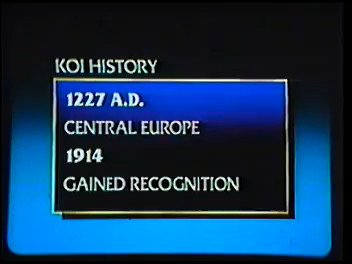 KOI HISTORY
1227 A.D.
CENTRAL EUROPE
1914
GAINED RECOGNITION